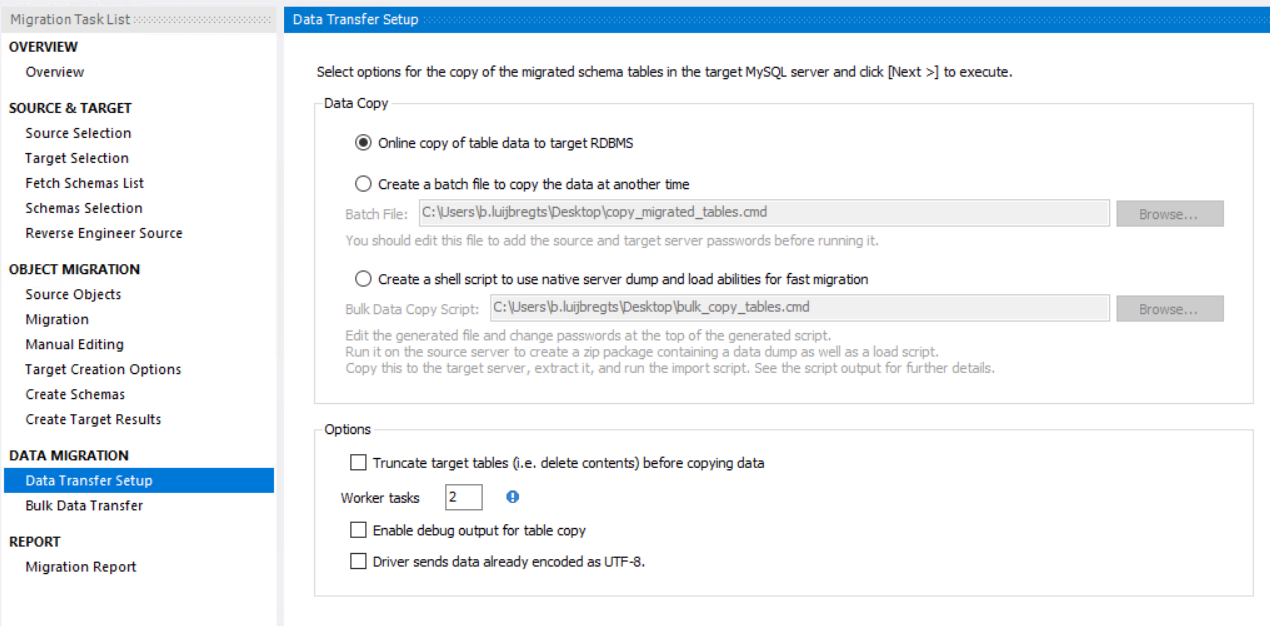 Migration Task List
OVERVIEW
Overview
SOURCE & TARGET
Source Selection
Target Selection
Fetch Schemas List
Schemas Selection
Reverse Engineer Source
OBJECT MIGRATION
Source Objects
Migration
Manual Editing
Target Creation Options
Create Schemas
Create Target Results
DATA MIGRATION
Data Transfer Setup
Bulk Data Transfer
REPORT
Migration Report
Data Transfer Setup
Select options for the copy of the migrated schema tables in the target MySQL server and click [Next >] to execute.
Data Copy
Online copy of table data to target RDBMS
Create a batch file to copy the data at another time
Batch File: C:\Users\b.luijbregts\Desktop\copy_migrated_tables.cmd Browse...
You should edit this file to add the source and target server passwords before running it.
Create a shell script to use native server dump and load abilities for fast migration
Bulk Data Copy Script: C:\Users\b.luijbregts\Desktop\bulk_copy_tables.cmd Browse...
Edit the generated file and change passwords at the top of the generated script.
Run it on the source server to create a zip package containing a data dump as well as a load script.
Copy this to the target server, extract it, and run the import script. See the script output for further details.
Options
Truncate target tables (i.e. delete contents) before copying data
Worker tasks 2
Enable debug output for table copy
Driver sends data already encoded as UTF-8.